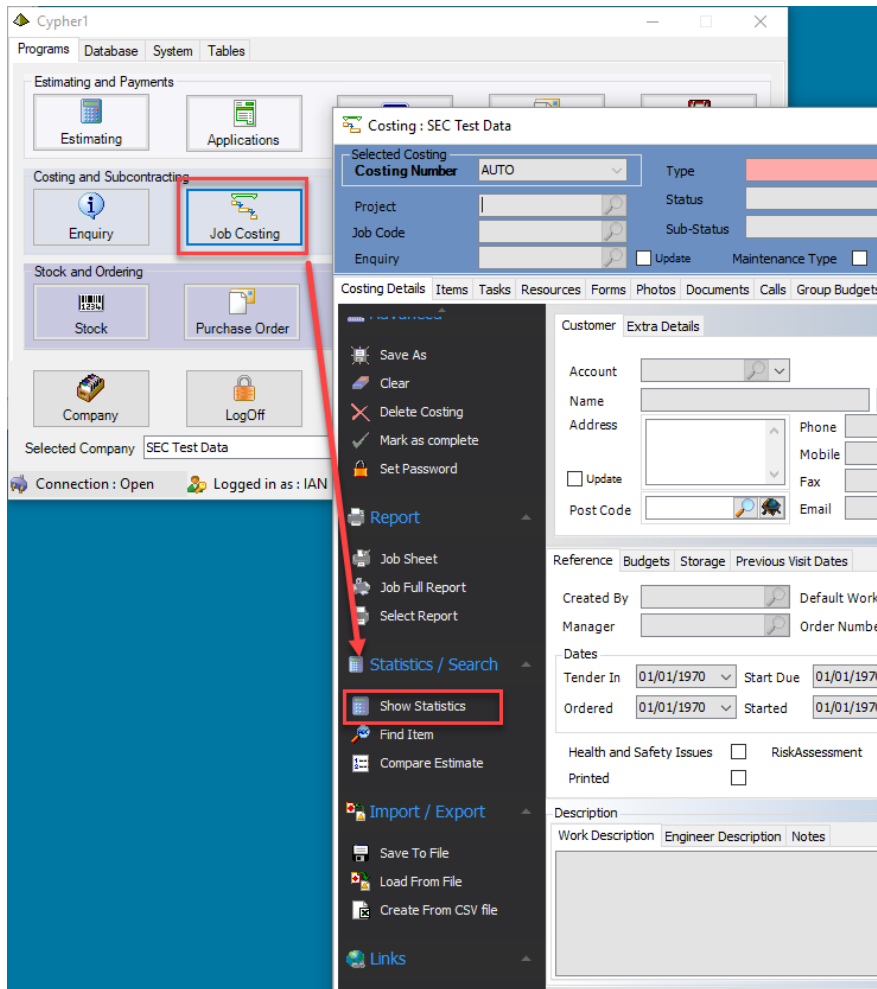 Cypher1
Programs Database System Tables
Estimating and Payments
Estimating Applications
Costing and Subcontracting
Enquiry Job Costing
Stock and Ordering
1234
Stock Purchase Order
Company LogOff
Selected Company SEC Test Data
Connection : Open Logged in as : IAN
Costing : SEC Test Data
Selected Costing
Costing Number AUTO Type
Project Status
Job Code Sub-Status
Enquiry Update Maintenance Type
Costing Details Items Tasks Resources Forms Photos Documents Calls Group Budgets
Advanced
Save As
Clear
Delete Costing
Mark as complete
Set Password
Report
Job Sheet
Job Full Report
Select Report
Statistics / Search
Show Statistics
Find Item
Compare Estimate
Import / Export
Save To File
Load From File
Create From CSV file
Links
Customer Extra Details
Account
Name
Address Phone
Mobile
Update Fax
Post Code Email
Reference Budgets Storage Previous Visit Dates
Created By Default Work
Manager Order Numbe
Dates
Tender In 01/01/1970 Start Due 01/01/1970
Ordered 01/01/1970 Started 01/01/1970
Health and Safety Issues RiskAssessment
Printed
Description
Work Description Engineer Description Notes